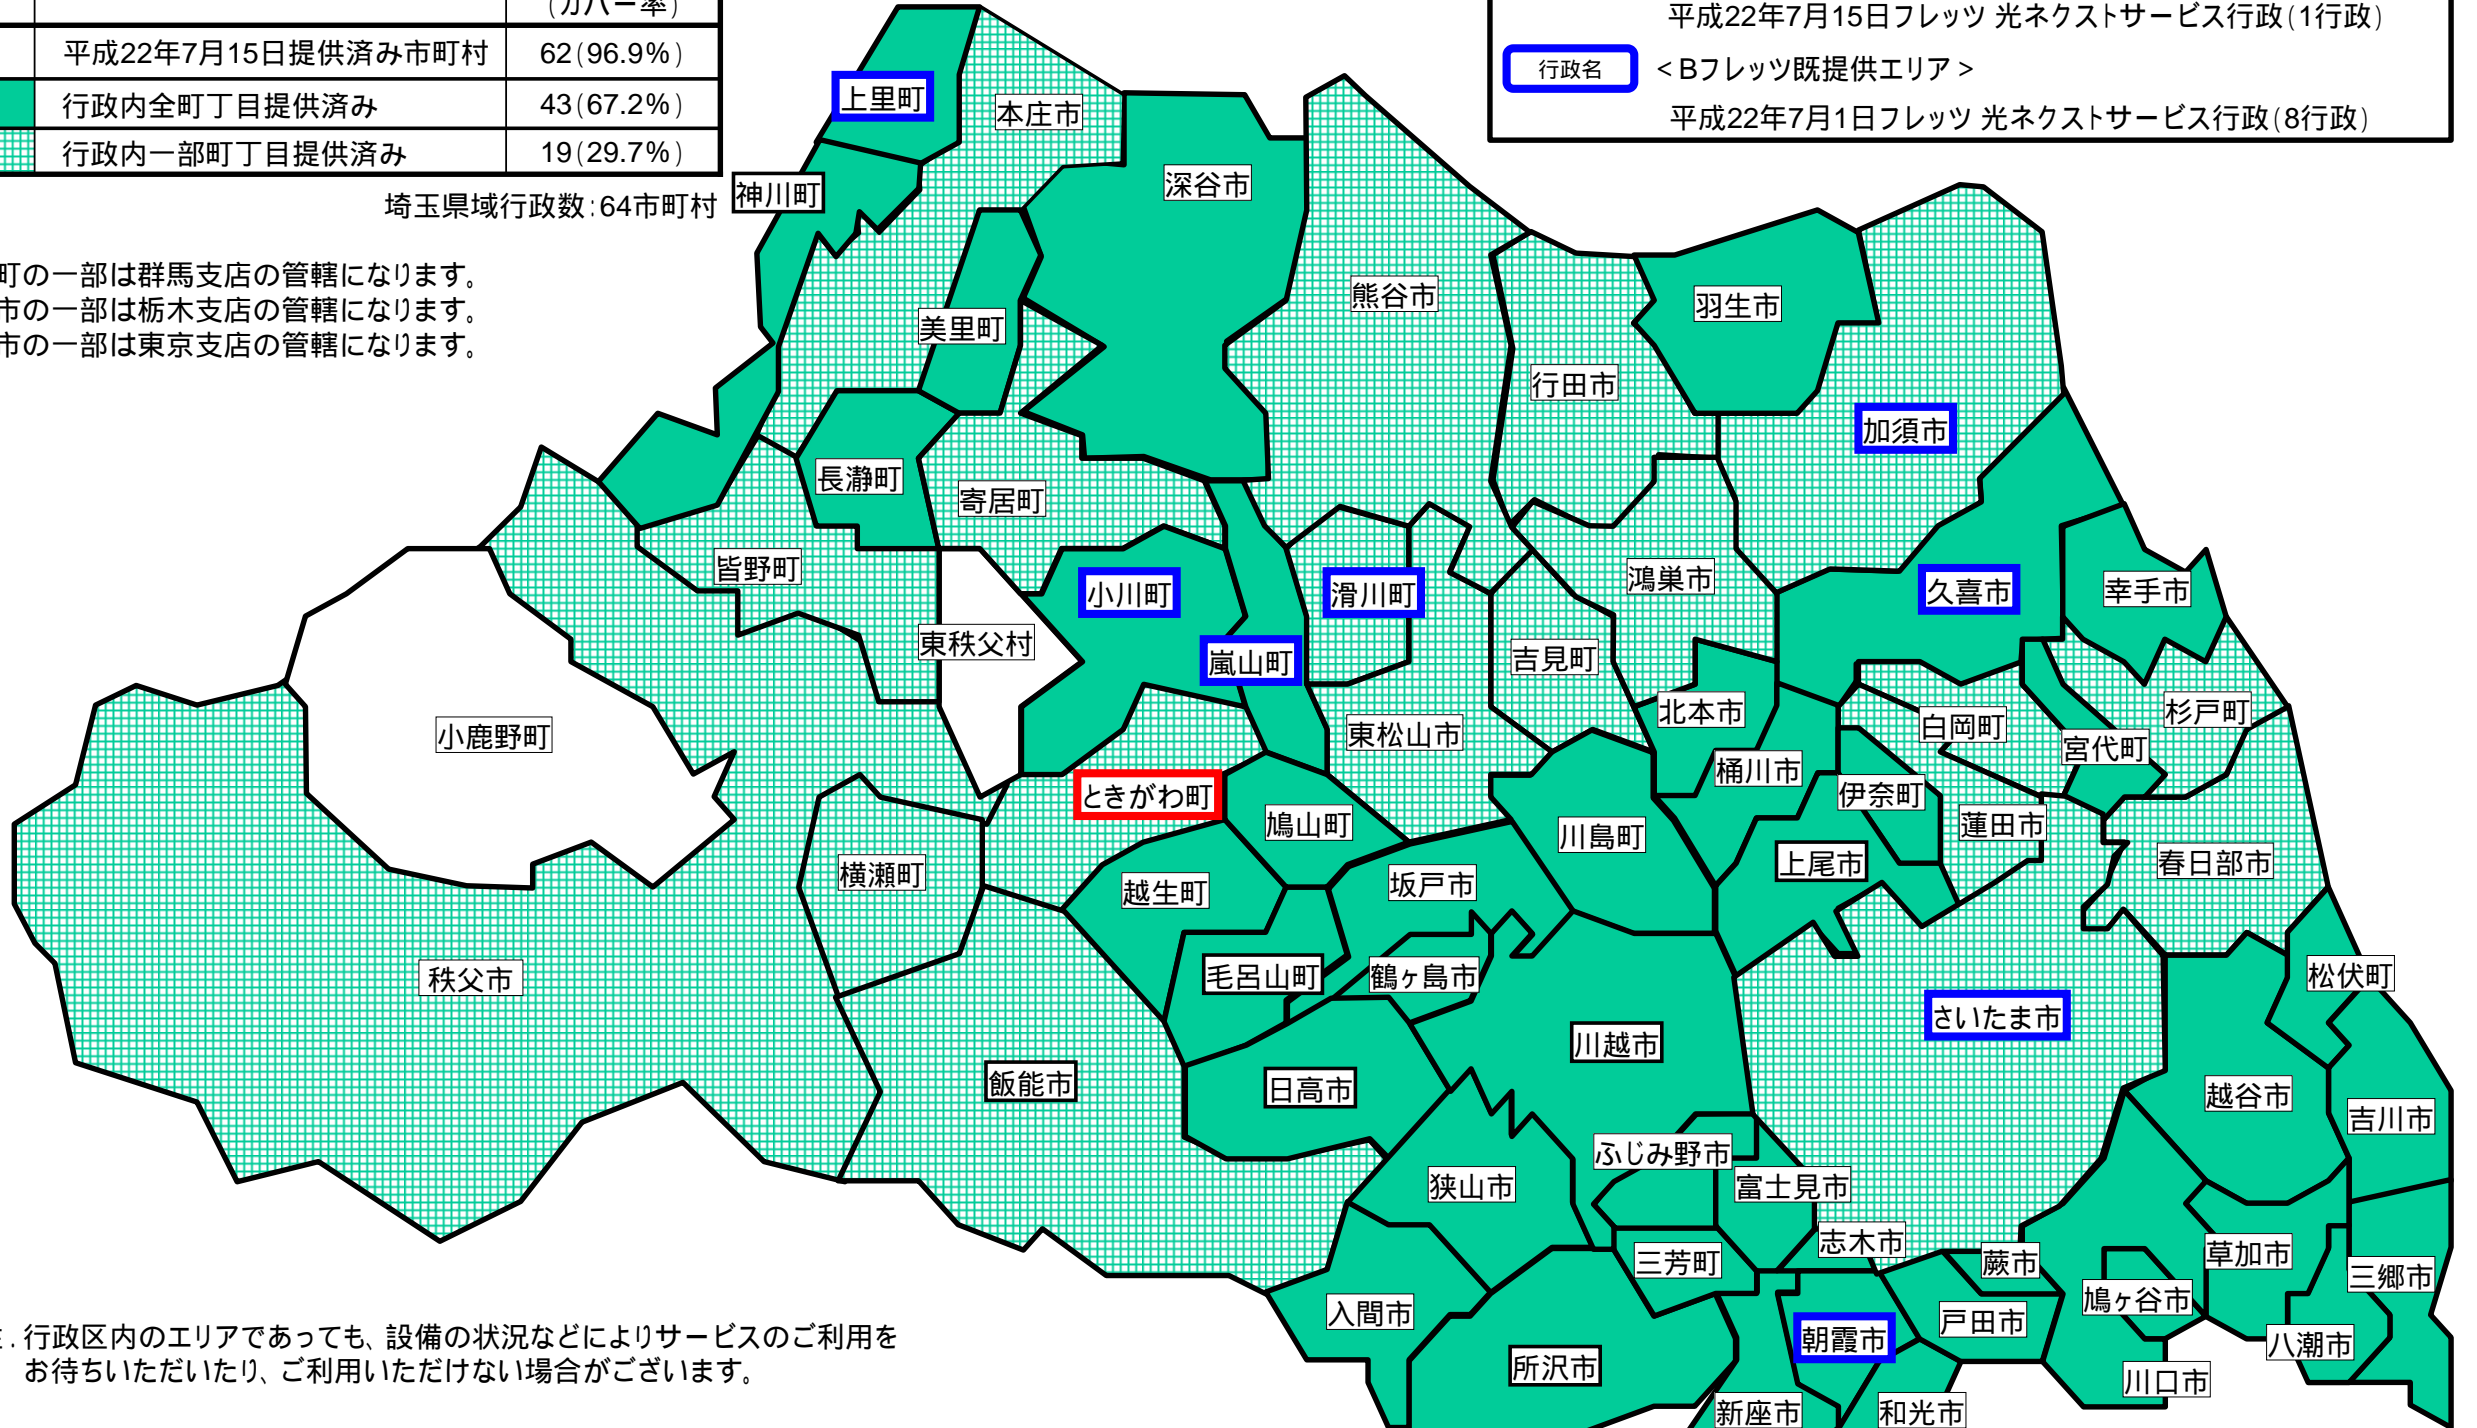 (カバー率)
平成22年7月15日提供済み市町村 62(96.9%)
行政内全町丁目提供済み 43(67.2%)
行政内一部町丁目提供済み 19(29.7%)
埼玉県域行政数:64市町村
平成22年7月15日フレッツ 光ネクストサービス行政(1行政)
行政名 <Bフレッツ既提供エリア>
平成22年7月1日フレッツ 光ネクストサービス行政(8行政)
町の一部は群馬支店の管轄になります。
市の一部は栃木支店の管轄になります。
市の一部は東京支店の管轄になります。
上里町
本庄市
神川町
深谷市
熊谷市
羽生市
美里町
行田市
加須市
長瀞町
寄居町
皆野町
小川町
滑川町
鴻巣市
久喜市
幸手市
東秩父村
嵐山町
吉見町
小鹿野町
東松山市
北本市
白岡町
杉戸町
宮代町
桶川市
ときがわ町
伊奈町
鳩山町
川島町
蓮田市
横瀬町
上尾市
春日部市
越生町
坂戸市
秩父市
毛呂山町
鶴ヶ島市
松伏町
さいたま市
川越市
飯能市
日高市
越谷市
吉川市
ふじみ野市
狭山市
富士見市
志木市
草加市
三芳町
蕨市
三郷市
鳩ヶ谷市
入間市
戸田市
朝霞市
八潮市
所沢市
川口市
新座市
和光市
.行政区内のエリアであっても、設備の状況などによりサービスのご利用を
お待ちいただいたり、ご利用いただけない場合がございます。